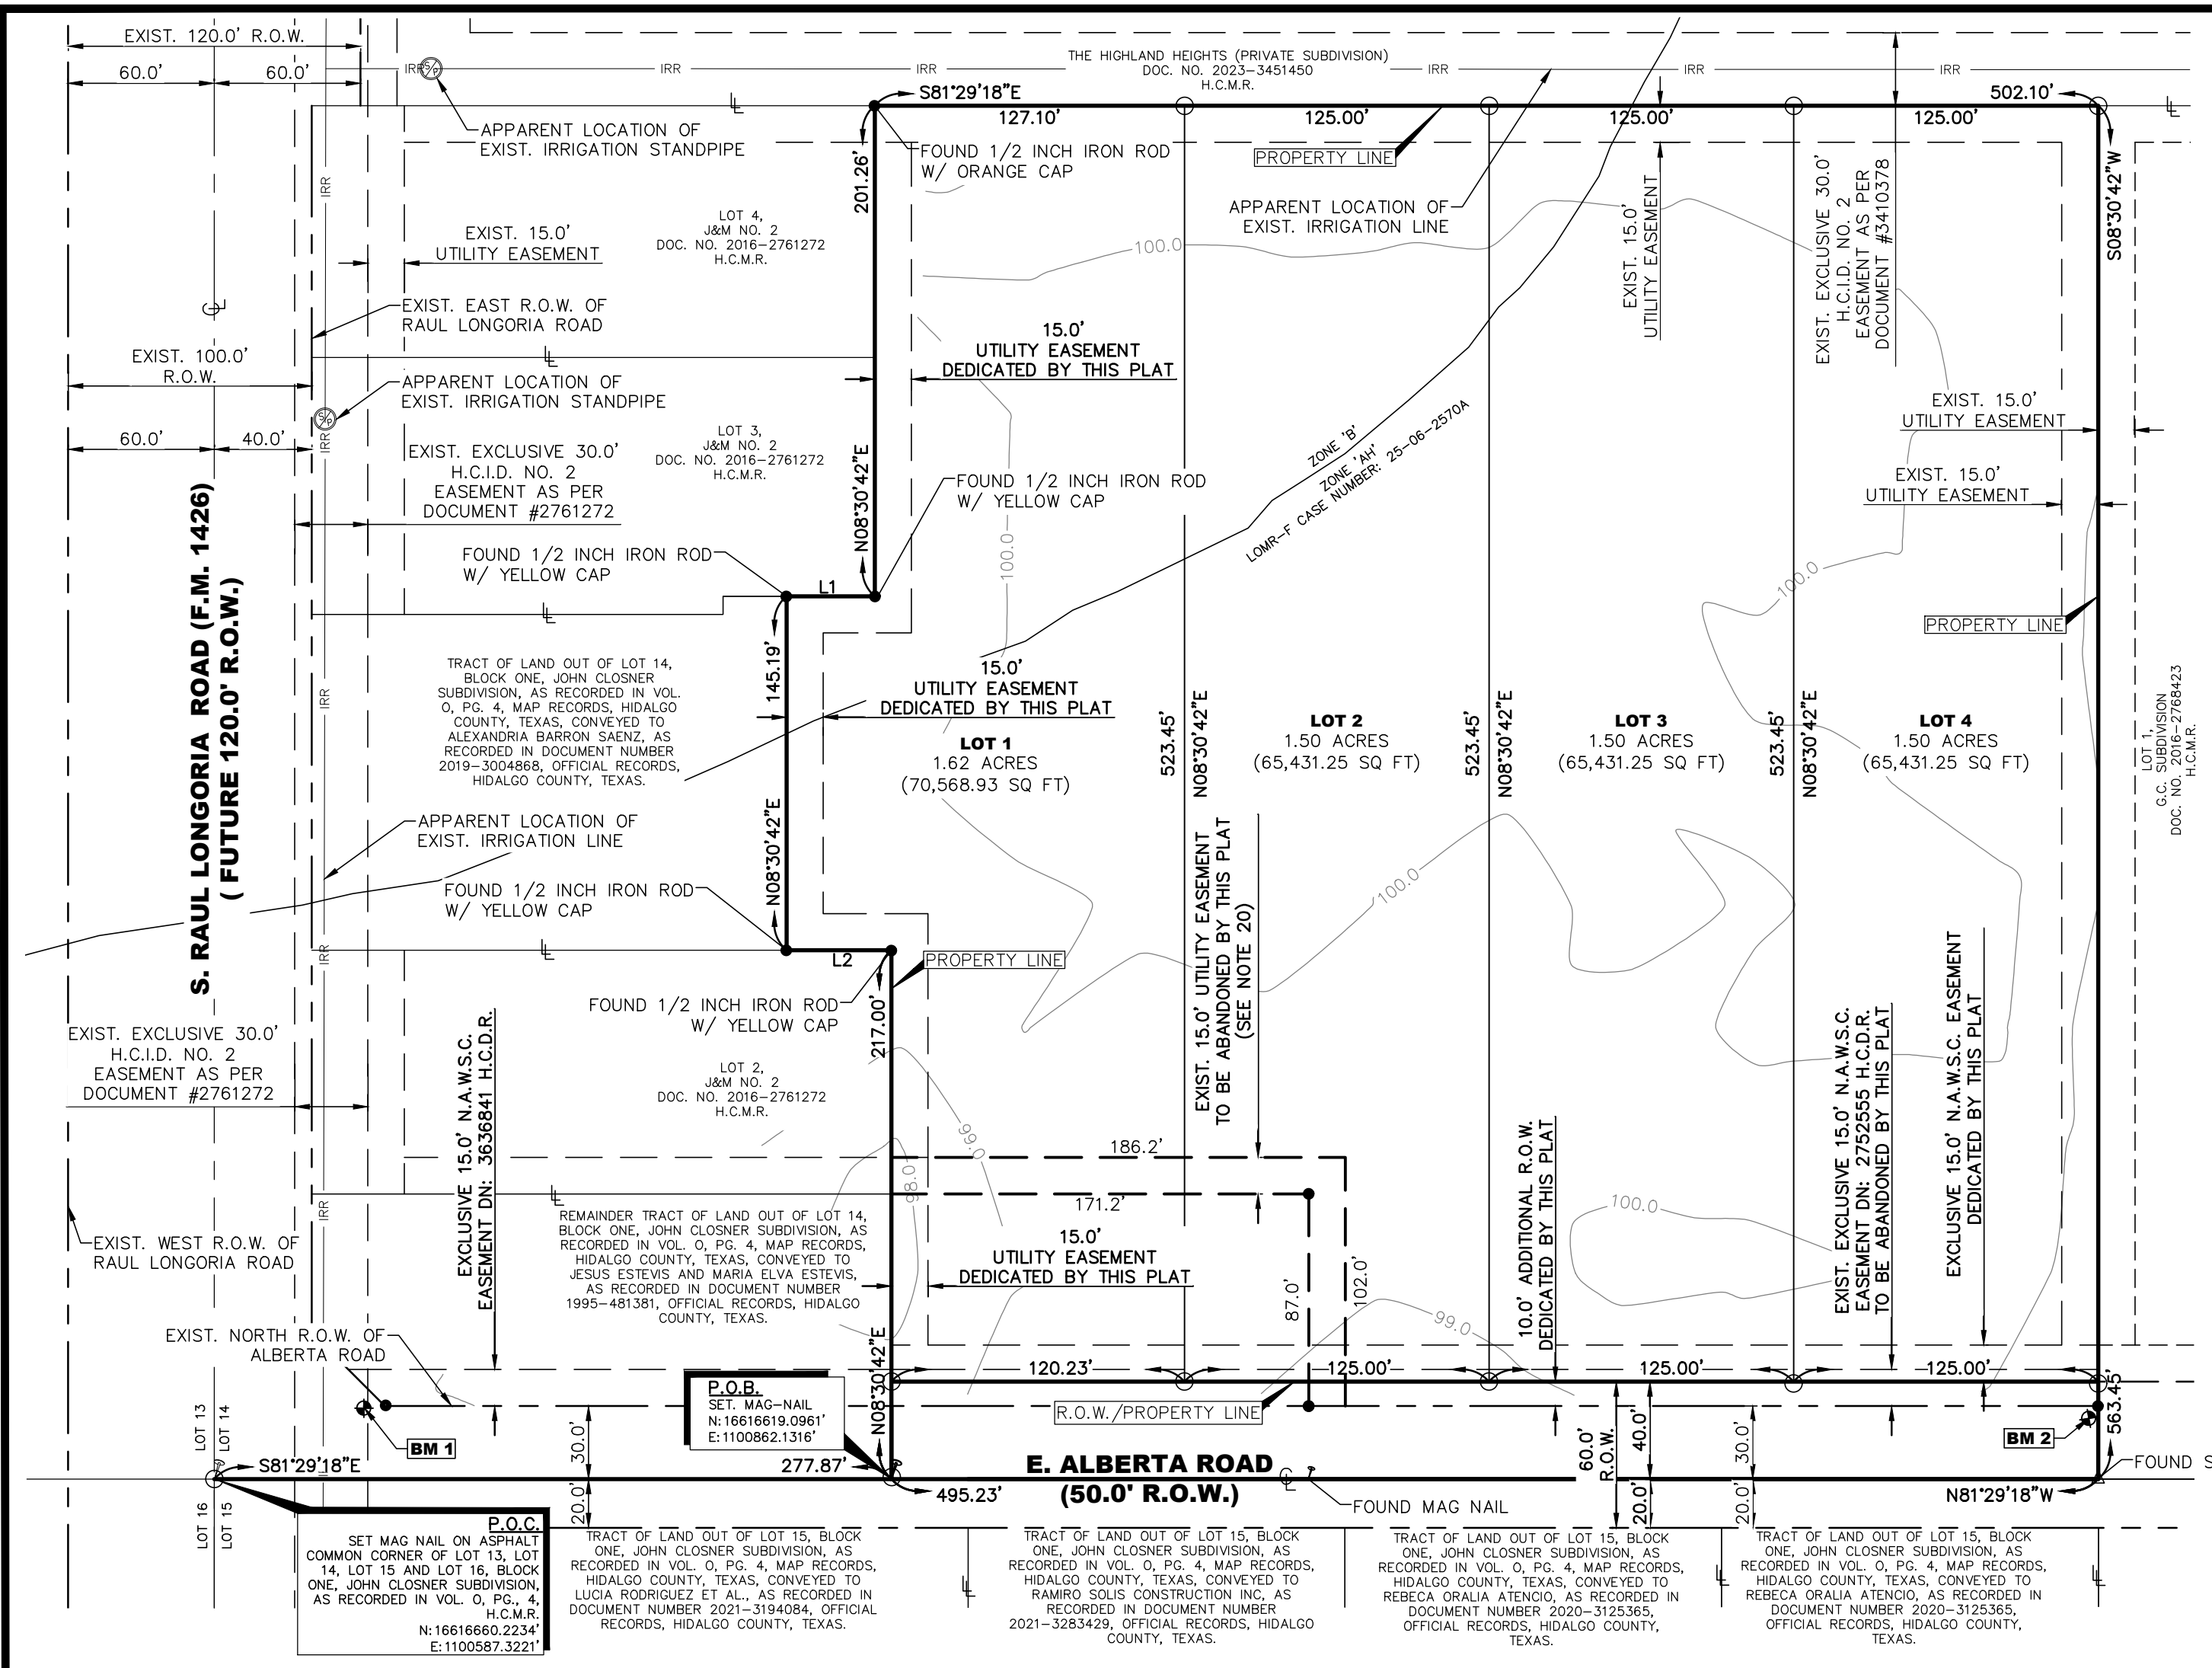 EXIST. 120.0' R.O.W.
60.0'
60.0'
IRR
S/P
IRR
IRR
THE HIGHLAND HEIGHTS (PRIVATE SUBDIVISION)
DOC. NO. 2023-3451450
H.C.M.R.
IRR
IRR
IRR
S81°29'18"E
502.10'
127.10'
125.00'
125.00'
125.00'
APPARENT LOCATION OF
EXIST. IRRIGATION STANDPIPE
201.26'
FOUND 1/2 INCH IRON ROD
W/ ORANGE CAP
PROPERTY LINE
APPARENT LOCATION OF
EXIST. IRRIGATION LINE
EXIST. 15.0'
UTILITY EASEMENT
EXIST. EXCLUSIVE 30.0'
H.C.I.D. NO. 2
EASEMENT AS PER
DOCUMENT #3410378
S08°30'42"W
IRR
EXIST. 15.0'
UTILITY EASEMENT
LOT 4,
J&M NO. 2
DOC. NO. 2016-2761272
H.C.M.R.
100.0
EXIST. EAST R.O.W. OF
RAUL LONGORIA ROAD
15.0'
UTILITY EASEMENT
DEDICATED BY THIS PLAT
EXIST. 100.0'
R.O.W.
APPARENT LOCATION OF
EXIST. IRRIGATION STANDPIPE
S/P
IRR
60.0'
40.0'
EXIST. EXCLUSIVE 30.0'
H.C.I.D. NO. 2
EASEMENT AS PER
DOCUMENT #2761272
LOT 3,
J&M NO. 2
DOC. NO. 2016-2761272
H.C.M.R.
N08°30'42"E
FOUND 1/2 INCH IRON ROD
W/ YELLOW CAP
ZONE 'B'
ZONE 'AH'
LOMR-F CASE NUMBER: 25-06-2570A
EXIST. 15.0'
UTILITY EASEMENT
EXIST. 15.0'
UTILITY EASEMENT
FOUND 1/2 INCH IRON ROD
W/ YELLOW CAP
L1
100.0
100.0
PROPERTY LINE
S. RAUL LONGORIA ROAD (F.M. 1426)
( FUTURE 120.0' R.O.W.)
IRR
TRACT OF LAND OUT OF LOT 14,
BLOCK ONE, JOHN CLOSNER
SUBDIVISION, AS RECORDED IN VOL.
O, PG. 4, MAP RECORDS, HIDALGO
COUNTY, TEXAS, CONVEYED TO
ALEXANDRIA BARRON SAENZ, AS
RECORDED IN DOCUMENT NUMBER
2019-3004868, OFFICIAL RECORDS,
HIDALGO COUNTY, TEXAS.
145.19'
N08°30'42"E
15.0'
UTILITY EASEMENT
DEDICATED BY THIS PLAT
LOT 1
1.62 ACRES
(70,568.93 SQ FT)
523.45'
N08°30'42"E
LOT 2
1.50 ACRES
(65,431.25 SQ FT)
523.45'
N08°30'42"E
LOT 3
1.50 ACRES
(65,431.25 SQ FT)
523.45'
N08°30'42"E
LOT 4
1.50 ACRES
(65,431.25 SQ FT)
LOT 1,
G.C. SUBDIVISION
DOC. NO. 2016-2768423
H.C.M.R.
APPARENT LOCATION OF
EXIST. IRRIGATION LINE
FOUND 1/2 INCH IRON ROD
W/ YELLOW CAP
IRR
L2
PROPERTY LINE
100.0
EXIST. 15.0' UTILITY EASEMENT
TO BE ABANDONED BY THIS PLAT
(SEE NOTE 20)
FOUND 1/2 INCH IRON ROD
W/ YELLOW CAP
217.00'
EXIST. EXCLUSIVE 30.0'
H.C.I.D. NO. 2
EASEMENT AS PER
DOCUMENT #2761272
EXCLUSIVE 15.0' N.A.W.S.C.
EASEMENT DN: 3636841 H.C.D.R.
LOT 2,
J&M NO. 2
DOC. NO. 2016-2761272
H.C.M.R.
99.0
98.0
186.2'
171.2'
10.0' ADDITIONAL R.O.W.
DEDICATED BY THIS PLAT
EXIST. EXCLUSIVE 15.0' N.A.W.S.C.
EASEMENT DN: 2752555 H.C.D.R.
TO BE ABANDONED BY THIS PLAT
EXCLUSIVE 15.0' N.A.W.S.C. EASEMENT
DEDICATED BY THIS PLAT
100.0
IRR
EXIST. WEST R.O.W. OF
RAUL LONGORIA ROAD
REMAINDER TRACT OF LAND OUT OF LOT 14,
BLOCK ONE, JOHN CLOSNER SUBDIVISION, AS
RECORDED IN VOL. O, PG. 4, MAP RECORDS,
HIDALGO COUNTY, TEXAS, CONVEYED TO
JESUS ESTEVIS AND MARIA ELVA ESTEVIS,
AS RECORDED IN DOCUMENT NUMBER
1995-481381, OFFICIAL RECORDS, HIDALGO
COUNTY, TEXAS.
15.0'
UTILITY EASEMENT
DEDICATED BY THIS PLAT
87.0'
102.0'
99.0
EXIST. NORTH R.O.W. OF
ALBERTA ROAD
N08°30'42"E
120.23'
125.00'
125.00'
125.00'
P.O.B.
SET. MAG-NAIL
N:16616619.0961'
E:1100862.1316'
R.O.W./PROPERTY LINE
LOT 13
LOT 14
BM 1
30.0'
60.0'
R.O.W.
40.0'
30.0'
BM 2
563.45'
S81°29'18"E
277.87'
495.23'
E. ALBERTA ROAD
(50.0' R.O.W.)
FOUND MAG NAIL
N81°29'18"W
FOUND S
LOT 16
LOT 15
20.0'
20.0'
20.0'
P.O.C.
SET MAG NAIL ON ASPHALT
COMMON CORNER OF LOT 13, LOT
14, LOT 15 AND LOT 16, BLOCK
ONE, JOHN CLOSNER SUBDIVISION,
AS RECORDED IN VOL. O, PG., 4,
H.C.M.R.
N:16616660.2234'
E:1100587.3221'
TRACT OF LAND OUT OF LOT 15, BLOCK
ONE, JOHN CLOSNER SUBDIVISION, AS
RECORDED IN VOL. O, PG. 4, MAP RECORDS,
HIDALGO COUNTY, TEXAS, CONVEYED TO
LUCIA RODRIGUEZ ET AL., AS RECORDED IN
DOCUMENT NUMBER 2021-3194084, OFFICIAL
RECORDS, HIDALGO COUNTY, TEXAS.
TRACT OF LAND OUT OF LOT 15, BLOCK
ONE, JOHN CLOSNER SUBDIVISION, AS
RECORDED IN VOL. O, PG. 4, MAP RECORDS,
HIDALGO COUNTY, TEXAS, CONVEYED TO
RAMIRO SOLIS CONSTRUCTION INC, AS
RECORDED IN DOCUMENT NUMBER
2021-3283429, OFFICIAL RECORDS, HIDALGO
COUNTY, TEXAS.
TRACT OF LAND OUT OF LOT 15, BLOCK
ONE, JOHN CLOSNER SUBDIVISION, AS
RECORDED IN VOL. O, PG. 4, MAP RECORDS,
HIDALGO COUNTY, TEXAS, CONVEYED TO
REBECA ORALIA ATENCIO, AS RECORDED IN
DOCUMENT NUMBER 2020-3125365,
OFFICIAL RECORDS, HIDALGO COUNTY,
TEXAS.
TRACT OF LAND OUT OF LOT 15, BLOCK
ONE, JOHN CLOSNER SUBDIVISION, AS
RECORDED IN VOL. O, PG. 4, MAP RECORDS,
HIDALGO COUNTY, TEXAS, CONVEYED TO
REBECA ORALIA ATENCIO, AS RECORDED IN
DOCUMENT NUMBER 2020-3125365,
OFFICIAL RECORDS, HIDALGO COUNTY,
TEXAS.